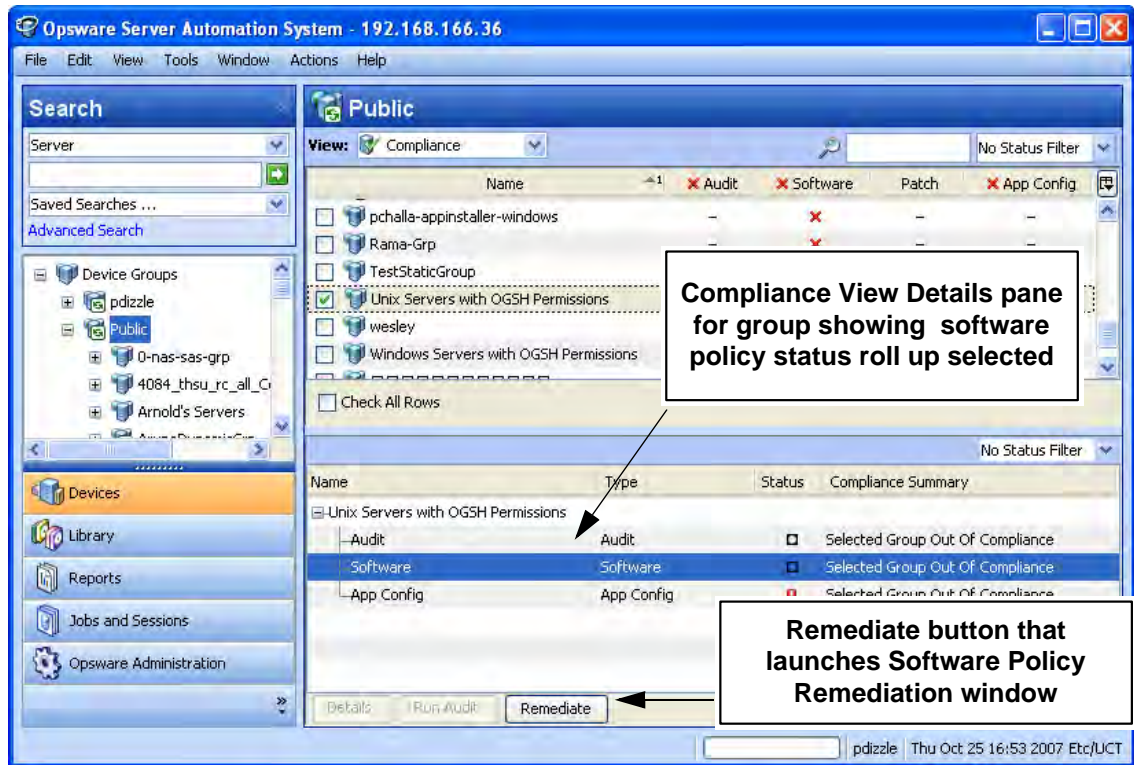 Opsware Server Automation System - 192.168.166.36
File Edit View Tools Window Actions Help
Search
Server
Saved Searches ...
Advanced Search
Device Groups
pdizzle
Public
0-nas-sas-grp
4084_thsu_rc_all_C
Arnold's Servers
Devices
Library
Reports
Jobs and Sessions
Opsware Administration
Public
View: Compliance No Status Filter
Name 1 Audit Software Patch App Config
pchalla-appinstaller-windows
Rama-Grp
TestStaticGroup
Unix Servers with OGSH Permissions
wesley
Windows Servers with OGSH Permissions
Check All Rows
Compliance View Details pane
for group showing software
policy status roll up selected
No Status Filter
Name Type Status Compliance Summary
Unix Servers with OGSH Permissions
Audit Audit Selected Group Out Of Compliance
Software Software Selected Group Out Of Compliance
App Config App Config Selected Group Out Of Compliance
Remediate button that
launches Software Policy
Remediation window
Details Run Audit Remediate
pdizzle Thu Oct 25 16:53 2007 Etc/UCT